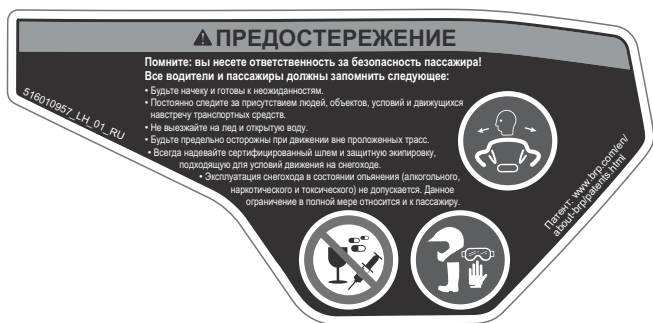 ПРЕДОСТЕРЕЖЕНИЕ
Помните: вы несете ответственность за безопасность пассажира!
Все водители и пассажиры должны запомнить следующее:
• Будьте начеку и готовы к неожиданностям.
• Постоянно следите за присутствием людей, объектов, условий и движущихся
навстречу транспортных средств.
• Не выезжайте на лед и открытую воду.
• Будьте предельно осторожны при движении вне проложенных трасс.
• Всегда надевайте сертифицированный шлем и защитную экипировку,
подходящую для условий движения на снегоходе.
• Эксплуатация снегохода в состоянии опьянения (алкогольного,
наркотического и токсического) не допускается. Данное
ограничение в полной мере относится и к пассажиру.
516010957_LH_01_RU
Патент: www.brp.com/en/
about-brp/patents.html